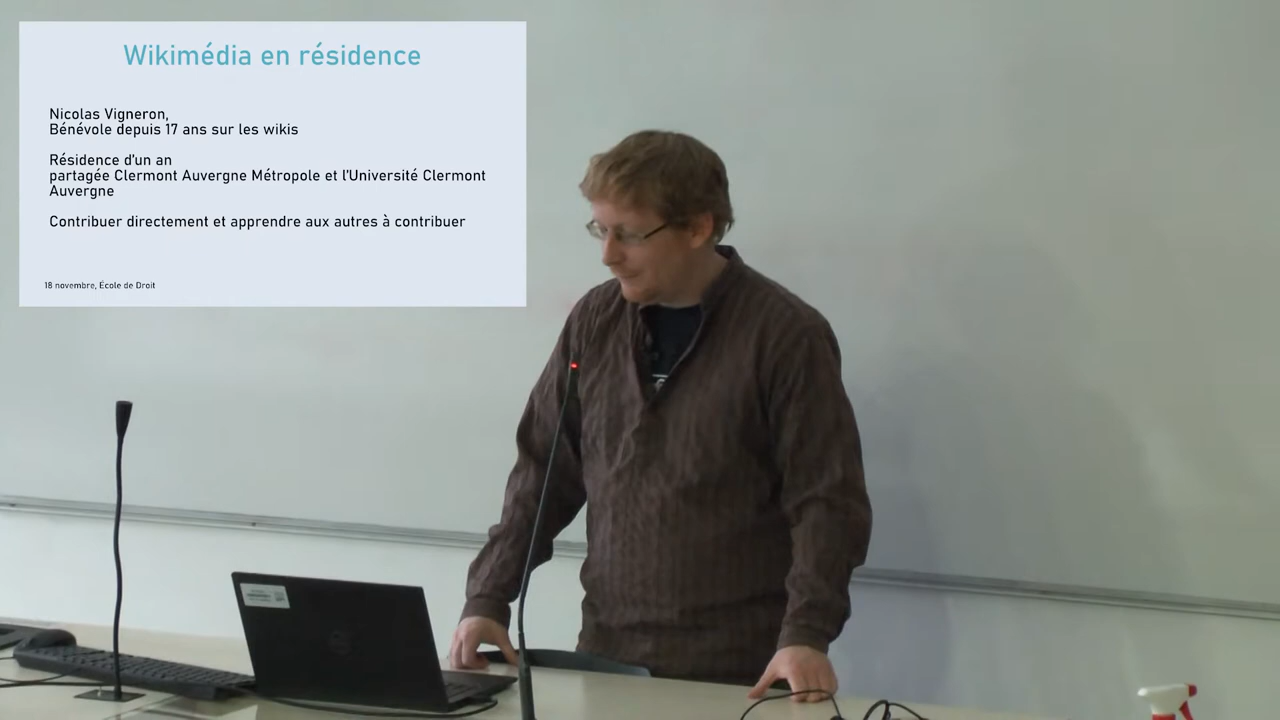 Wikimédia en résidence
Nicolas Vigneron,
Bénévole depuis 17 ans sur les wikis
Résidence d'un an
partagée Clermont Auvergne Métropole et l'Université Clermont
Auvergne
Contribuer directement et apprendre aux autres à contribuer
18 novembre, École de Droit